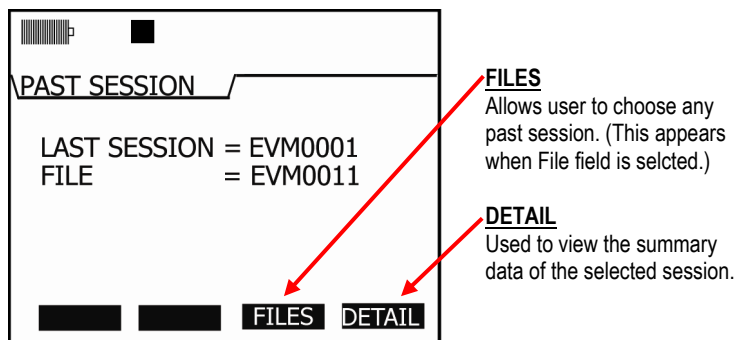 PAST SESSION
LAST SESSION = EVM0001
FILE = EVM0011
FILES DETAIL
FILES
Allows user to choose any
past session. (This appears
when File field is selcted.)
DETAIL
Used to view the summary
data of the selected session.